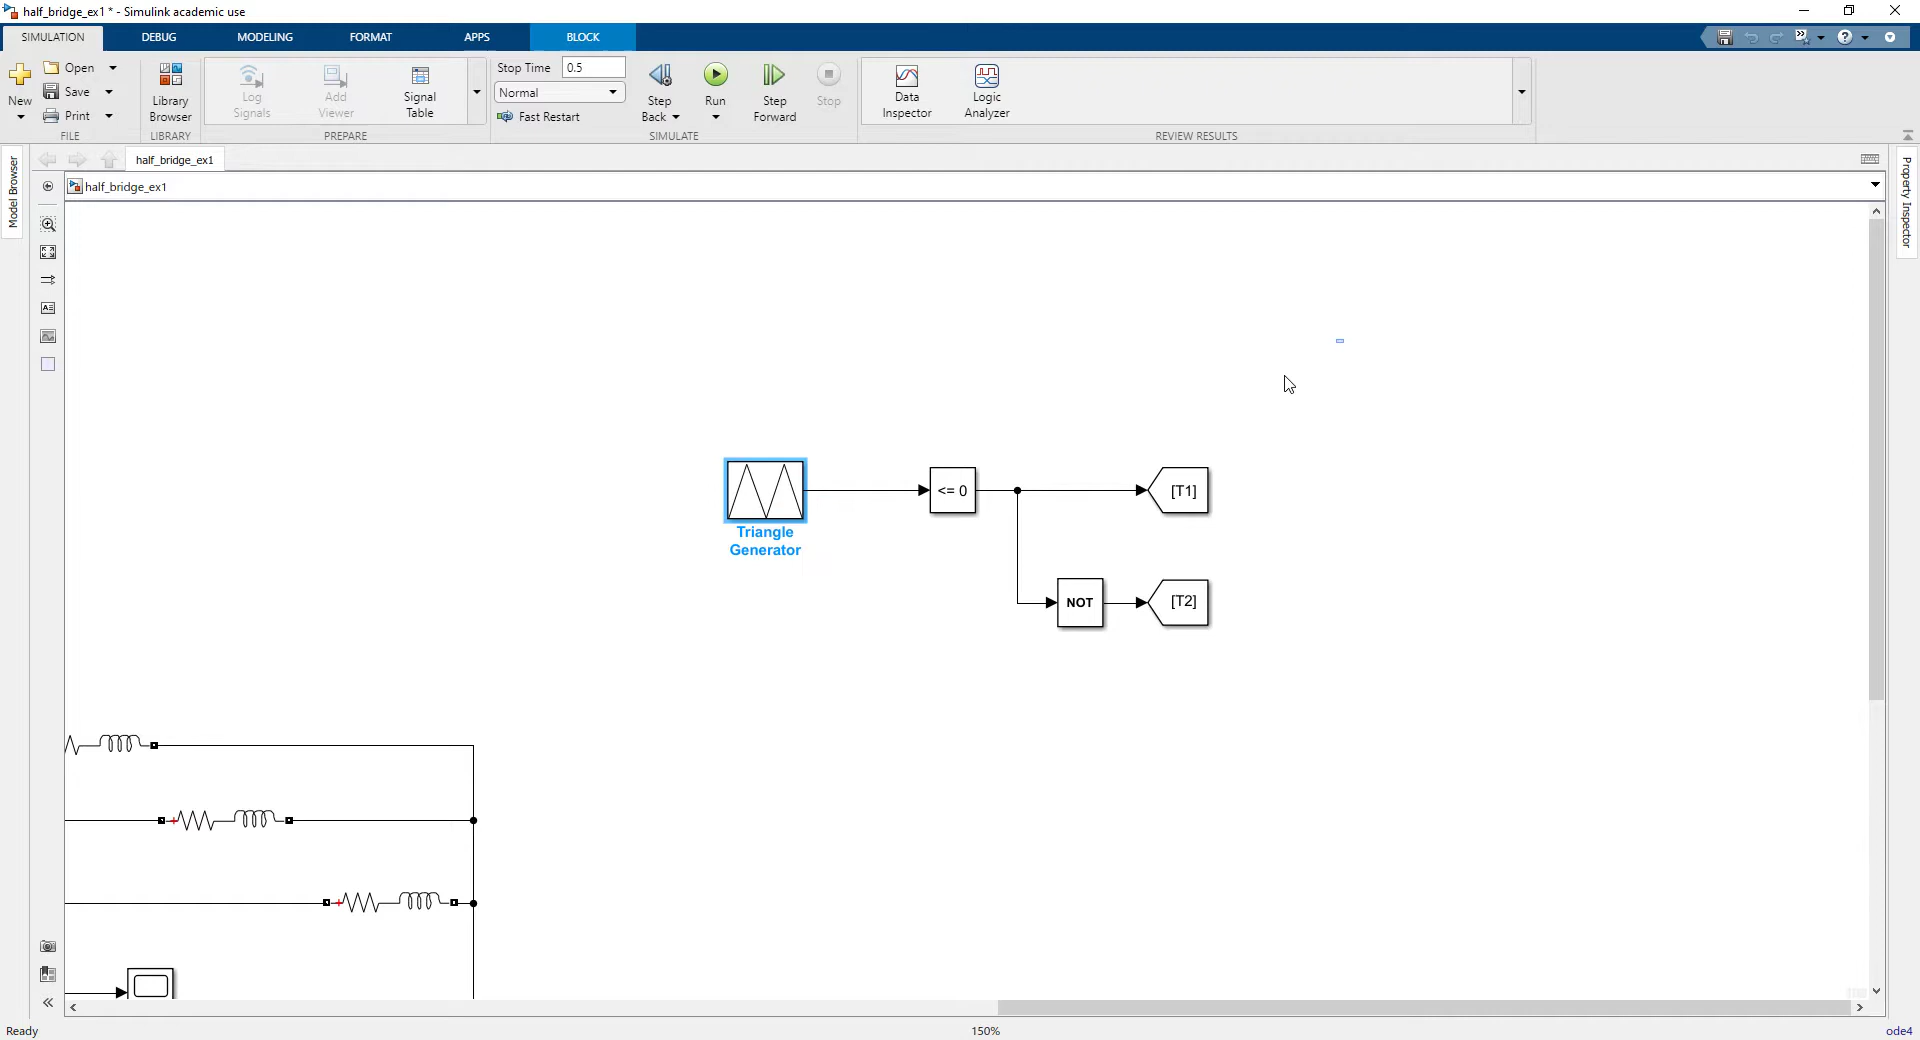 half_bridge_ex1 * - Simulink academic use
SIMULATION
DEBUG
MODELING
FORMAT
APPS
BLOCK
New
Open
Save
Print
FILE
Library
Browser
LIBRARY
Log
Signals
Add
Viewer
Signal
Table
PREPARE
Stop Time
0.5
Normal
Fast Restart
Step
Back
Run
Step
Forward
Stop
SIMULATE
Data
Inspector
Logic
Analyzer
REVIEW RESULTS
half_bridge_ex1
half_bridge_ex1
Model Browser
Property Inspector
Triangle
Generator
<= 0
[T1]
NOT
[T2]
Ready
150%
ode4